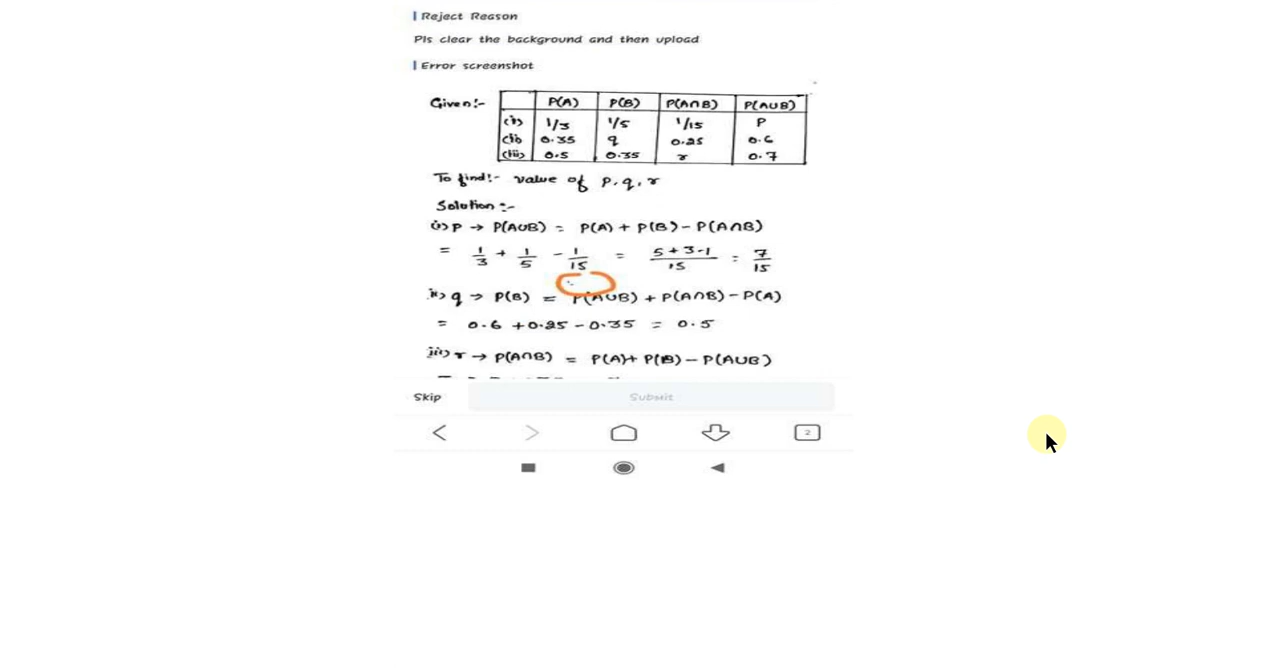 Reject Reason
Pls clear the background and then upload
Error screenshot
Given:-
P(A) P(B) P(A∩B) P(A∪B)
(i) 1/3 1/5 1/15 P
(ii) 0.35 q 0.25 0.6
(iii) 0.5 0.35 r 0.7
To find:- value of p, q, r
Solution:-
i) P → P(A∪B) = P(A) + P(B) - P(A∩B)
= 1/3 + 1/5 - 1/15 = 5+3-1/15 = 7/15
ii) q → P(B) = P(A∪B) + P(A∩B) - P(A)
= 0.6 + 0.25 - 0.35 = 0.5
iii) r → P(A∩B) = P(A) + P(B) - P(A∪B)
Skip Submit
2